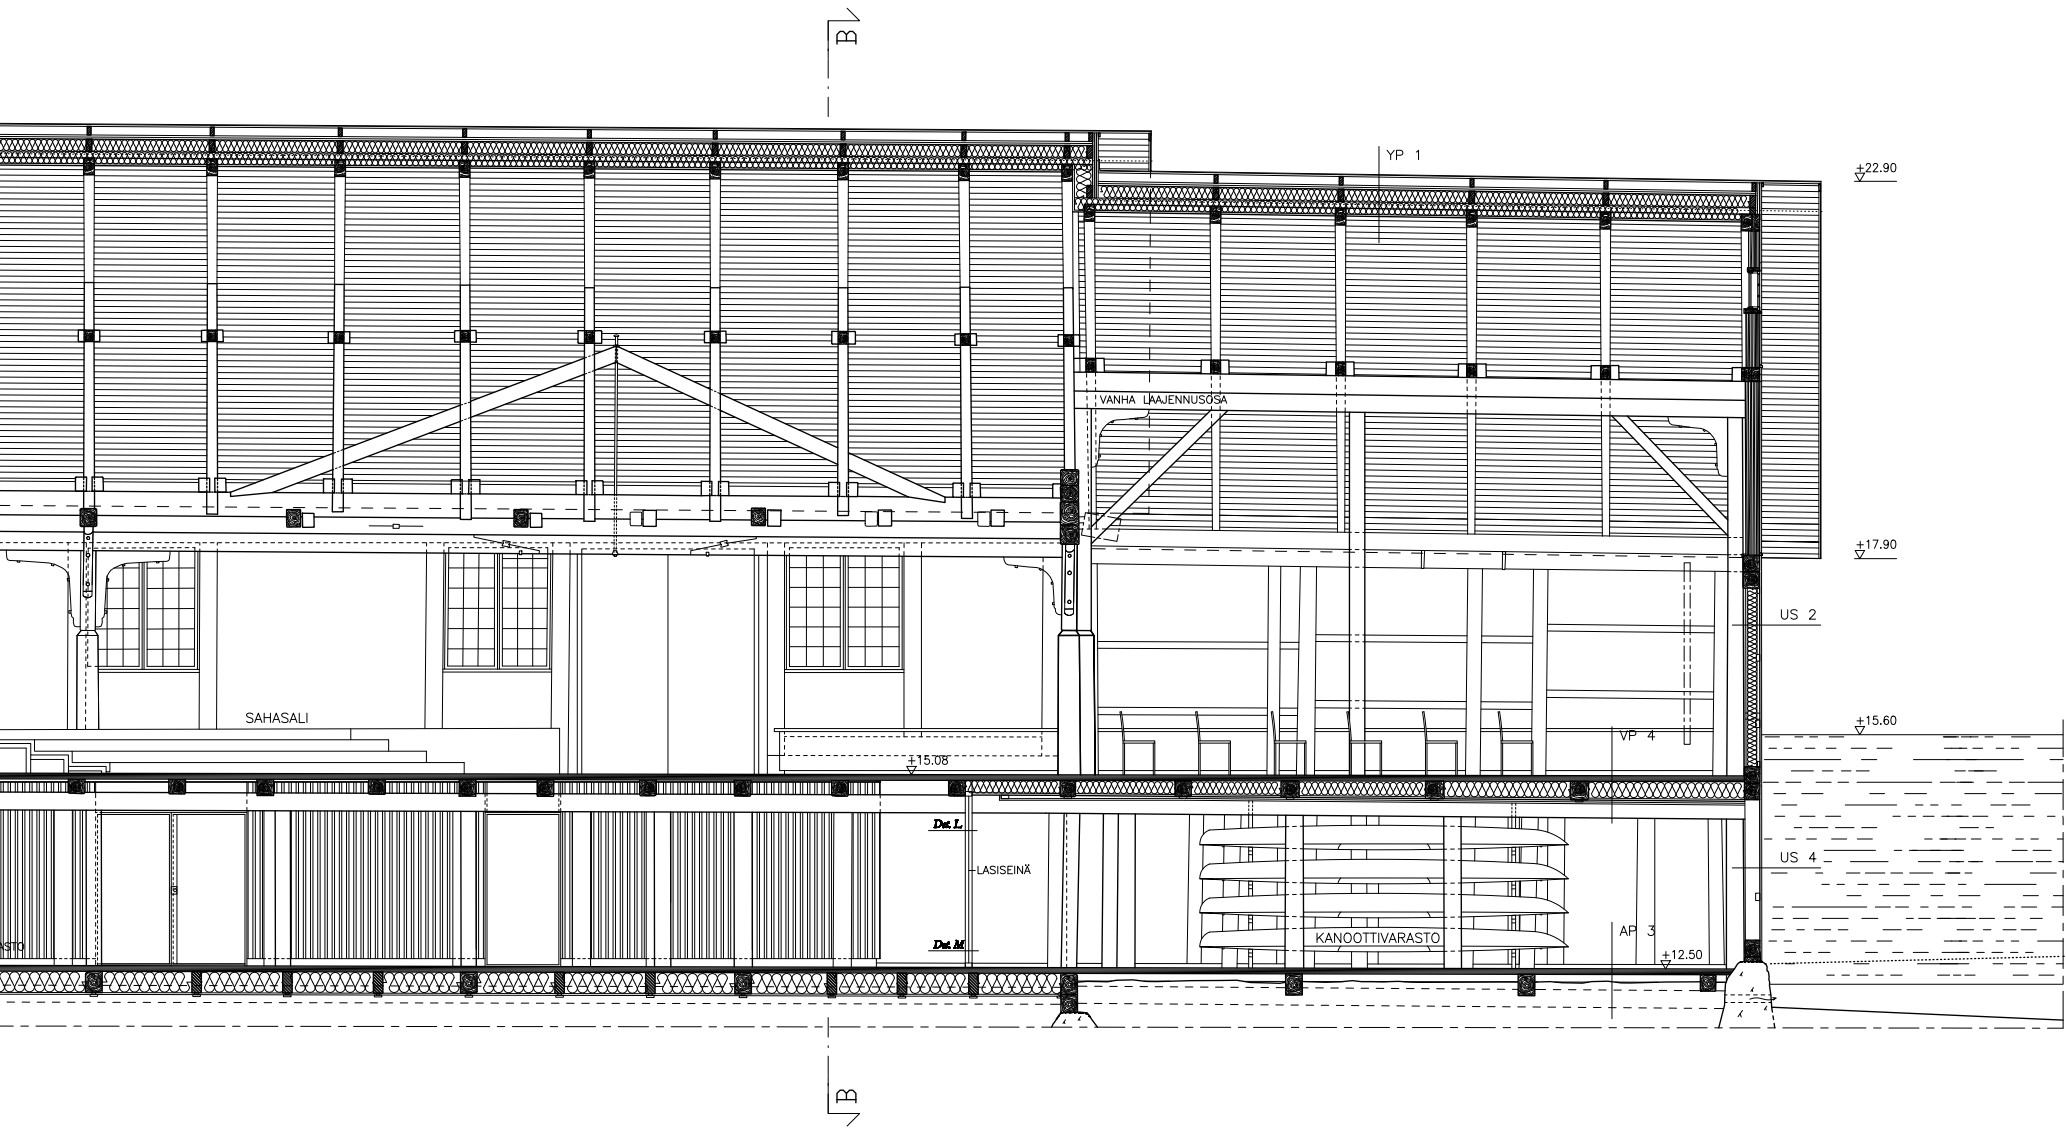 B
YP 1
+22.90
VANHA LAAJENNUSOSA
+17.90
US 2
SAHASALI
+15.60
VP 4
+15.08
Det. L
US 4
LASISEINÄ
AP 3
KANOOTTIVARASTO
Det. M
ASTO
+12.50
B